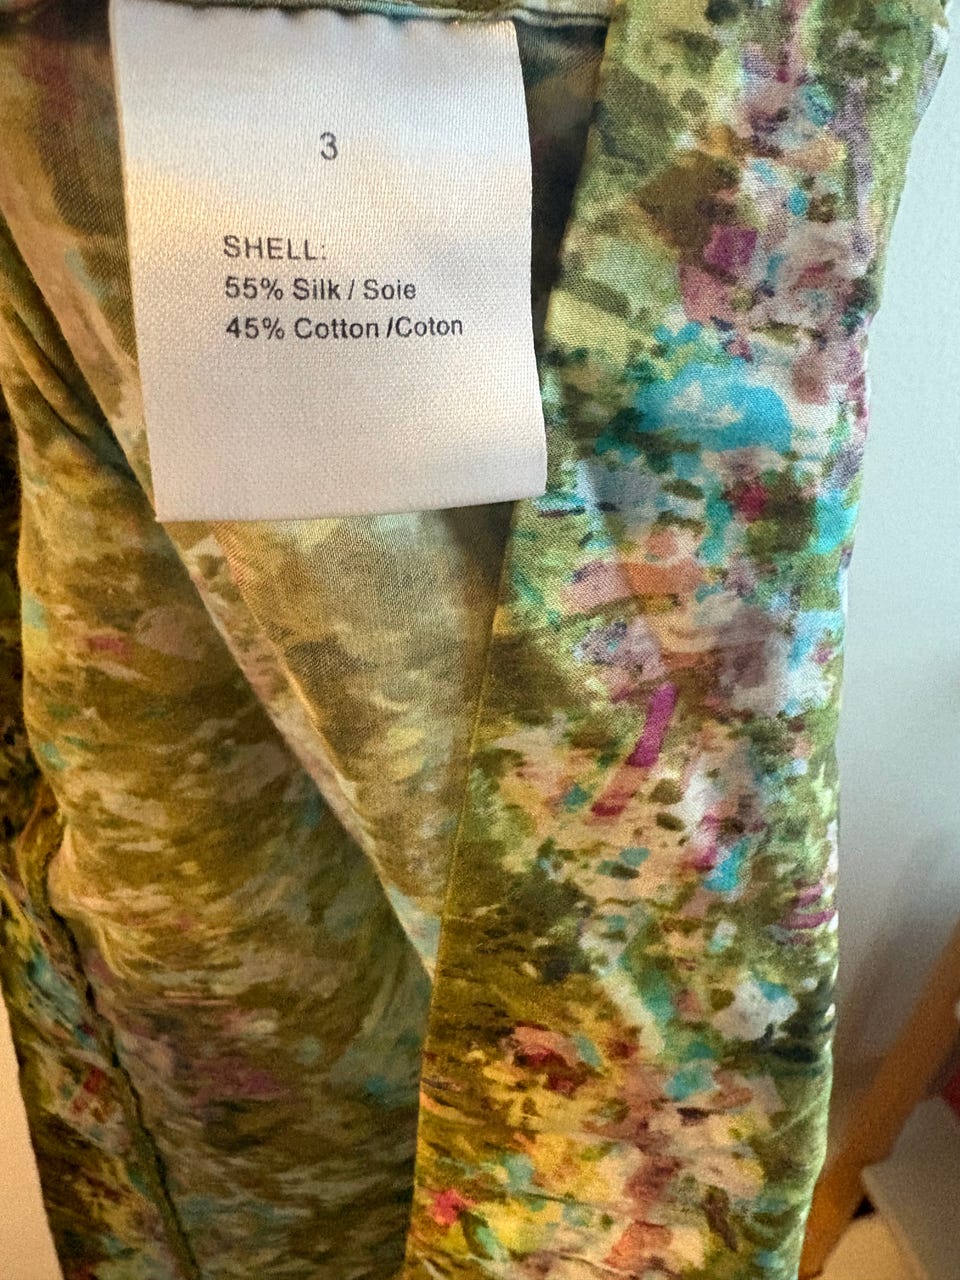 3
SHELL:
55% Silk / Soie
45% Cotton /Coton